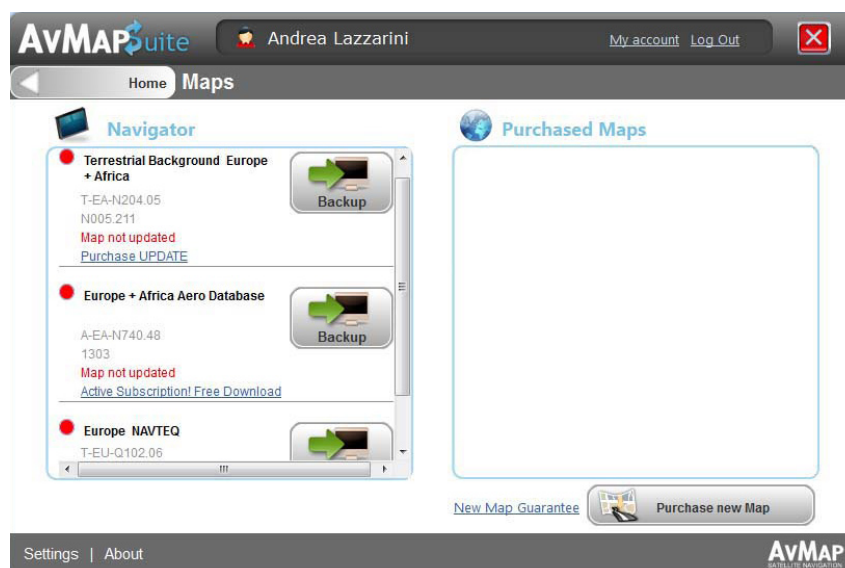 AvMAPSuite
Andrea Lazzarini
My account Log Out
Home Maps
Navigator
Terrestrial Background Europe
+ Africa
T-EA-N204.05
N005.211
Map not updated
Purchase UPDATE
Backup
Europe + Africa Aero Database
A-EA-N740.48
1303
Map not updated
Active Subscription! Free Download
Backup
Europe NAVTEQ
T-EU-Q102.06
Purchased Maps
New Map Guarantee
Purchase new Map
Settings | About
AvMAP
SATELLITE NAVIGATION